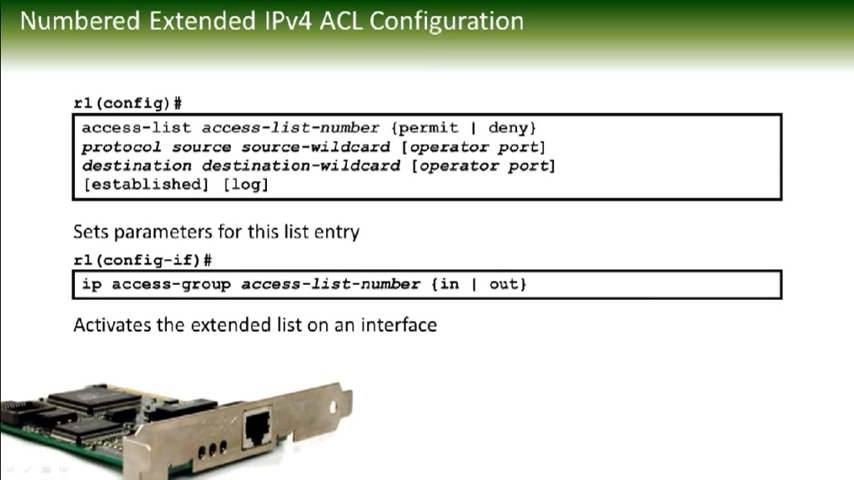 Numbered Extended IPv4 ACL Configuration
r1(config)#
access-list access-list-number {permit | deny}
protocol source source-wildcard [operator port]
destination destination-wildcard [operator port]
[established] [log]
Sets parameters for this list entry
r1(config-if)#
ip access-group access-list-number {in | out}
Activates the extended list on an interface